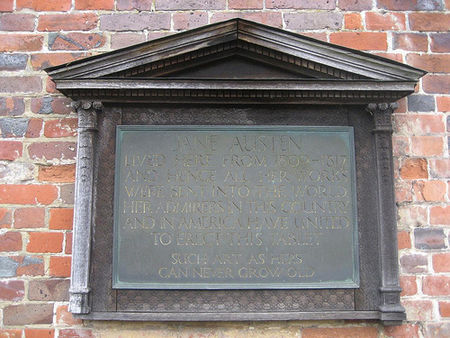 JANE AUSTEN
LIVED HERE FROM 1809–1817
AND HENCE ALL HER WORKS
WERE SENT INTO THE WORLD
HER ADMIRERS IN THIS COUNTRY
AND IN AMERICA HAVE UNITED
TO ERECT THIS TABLET
SUCH ART AS HERS
CAN NEVER GROW OLD